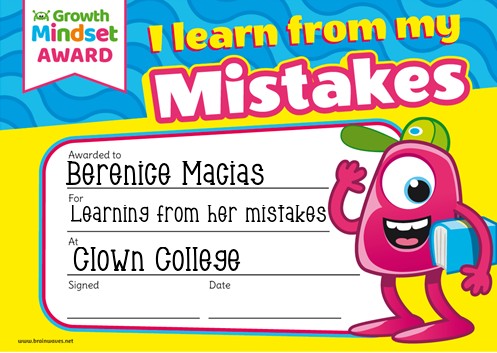 Growth
Mindset
AWARD
I learn from my
Mistakes
Awarded to
Berenice Macias
For
Learning from her mistakes
At
Clown College
Signed Date
www.brainwaves.net